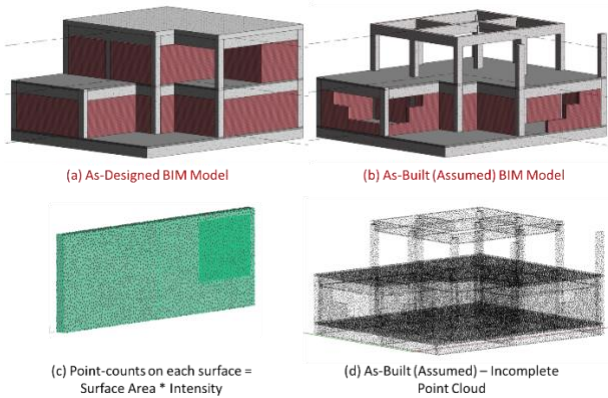 (a) As-Designed BIM Model
(b) As-Built (Assumed) BIM Model
(c) Point-counts on each surface =
Surface Area * Intensity
(d) As-Built (Assumed) – Incomplete
Point Cloud